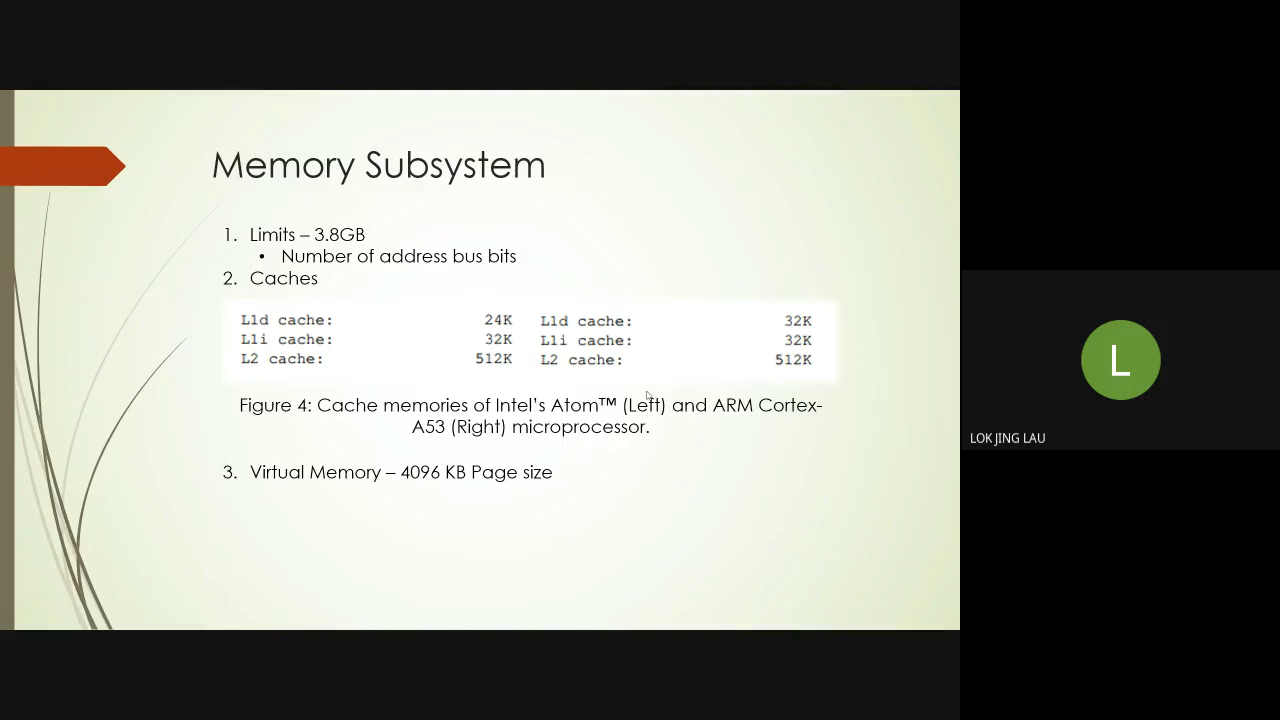 Memory Subsystem
1. Limits – 3.8GB
• Number of address bus bits
2. Caches
L1d cache: 24K L1d cache: 32K
L1i cache: 32K L1i cache: 32K
L2 cache: 512K L2 cache: 512K
Figure 4: Cache memories of Intel's Atom™ (Left) and ARM Cortex-
A53 (Right) microprocessor.
3. Virtual Memory – 4096 KB Page size
L
LOK JING LAU